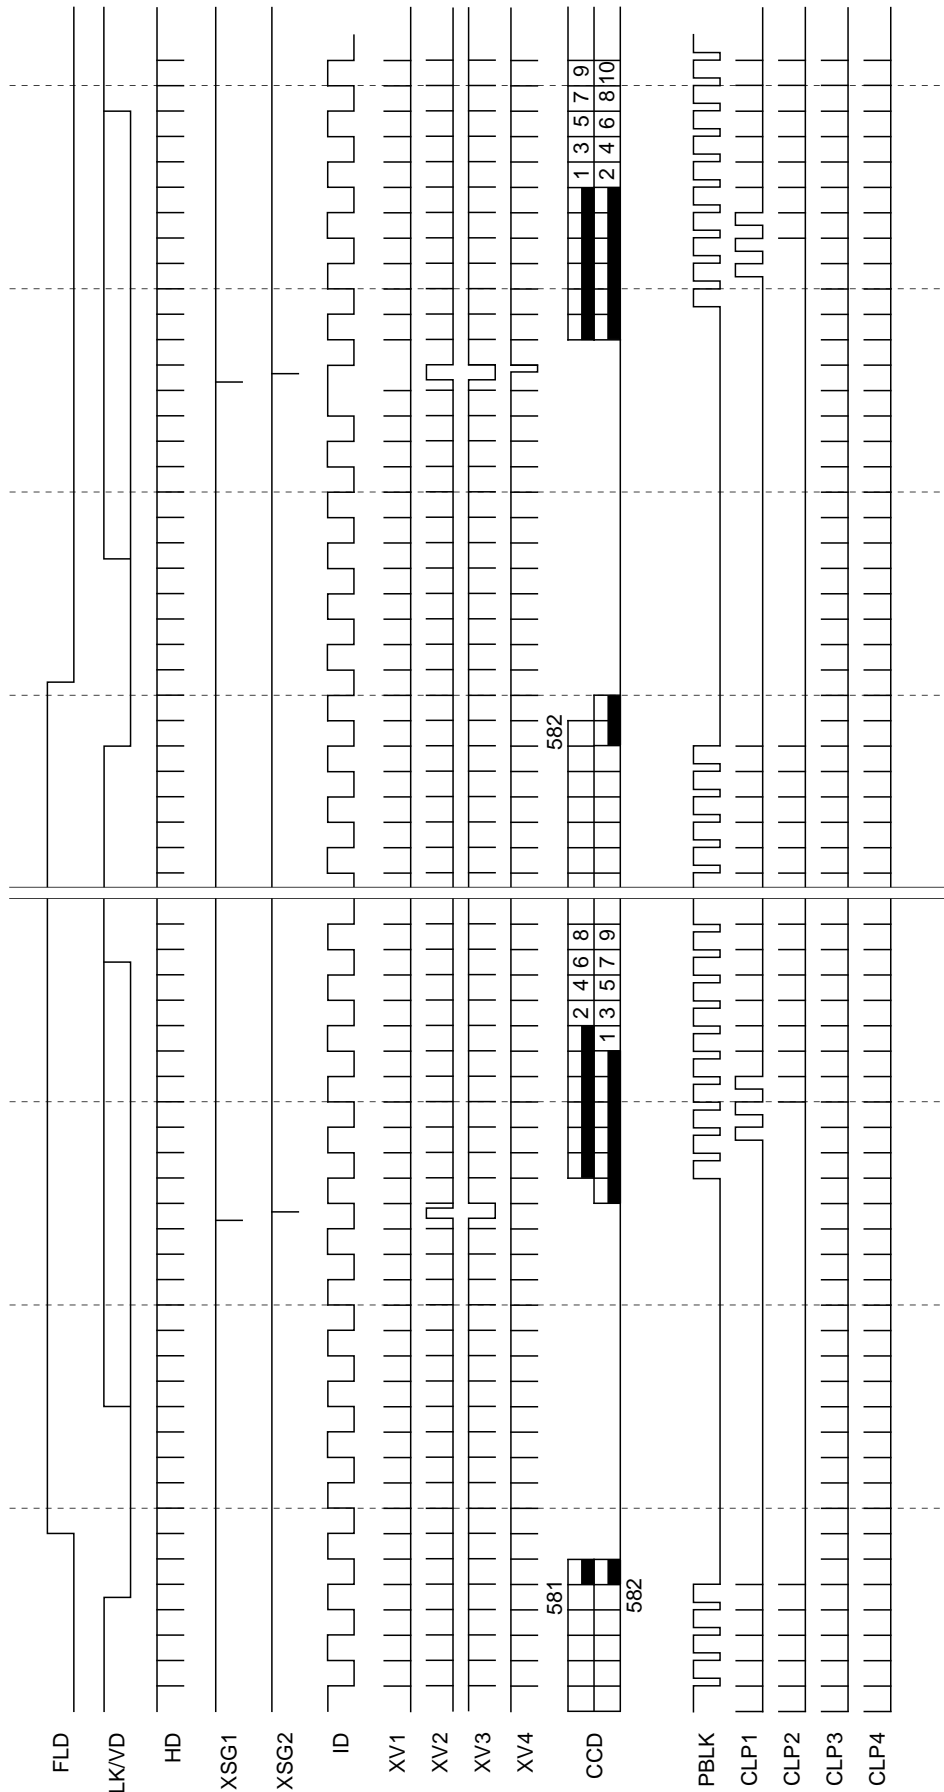 FLD
LK/VD
HD
XSG1
XSG2
ID
XV1
XV2
XV3
XV4
581 582
2 4 6 8 1 3 5 7 9
CCD
1 3 5 7 9 2 4 6 8 10
582
PBLK
CLP1
CLP2
CLP3
CLP4